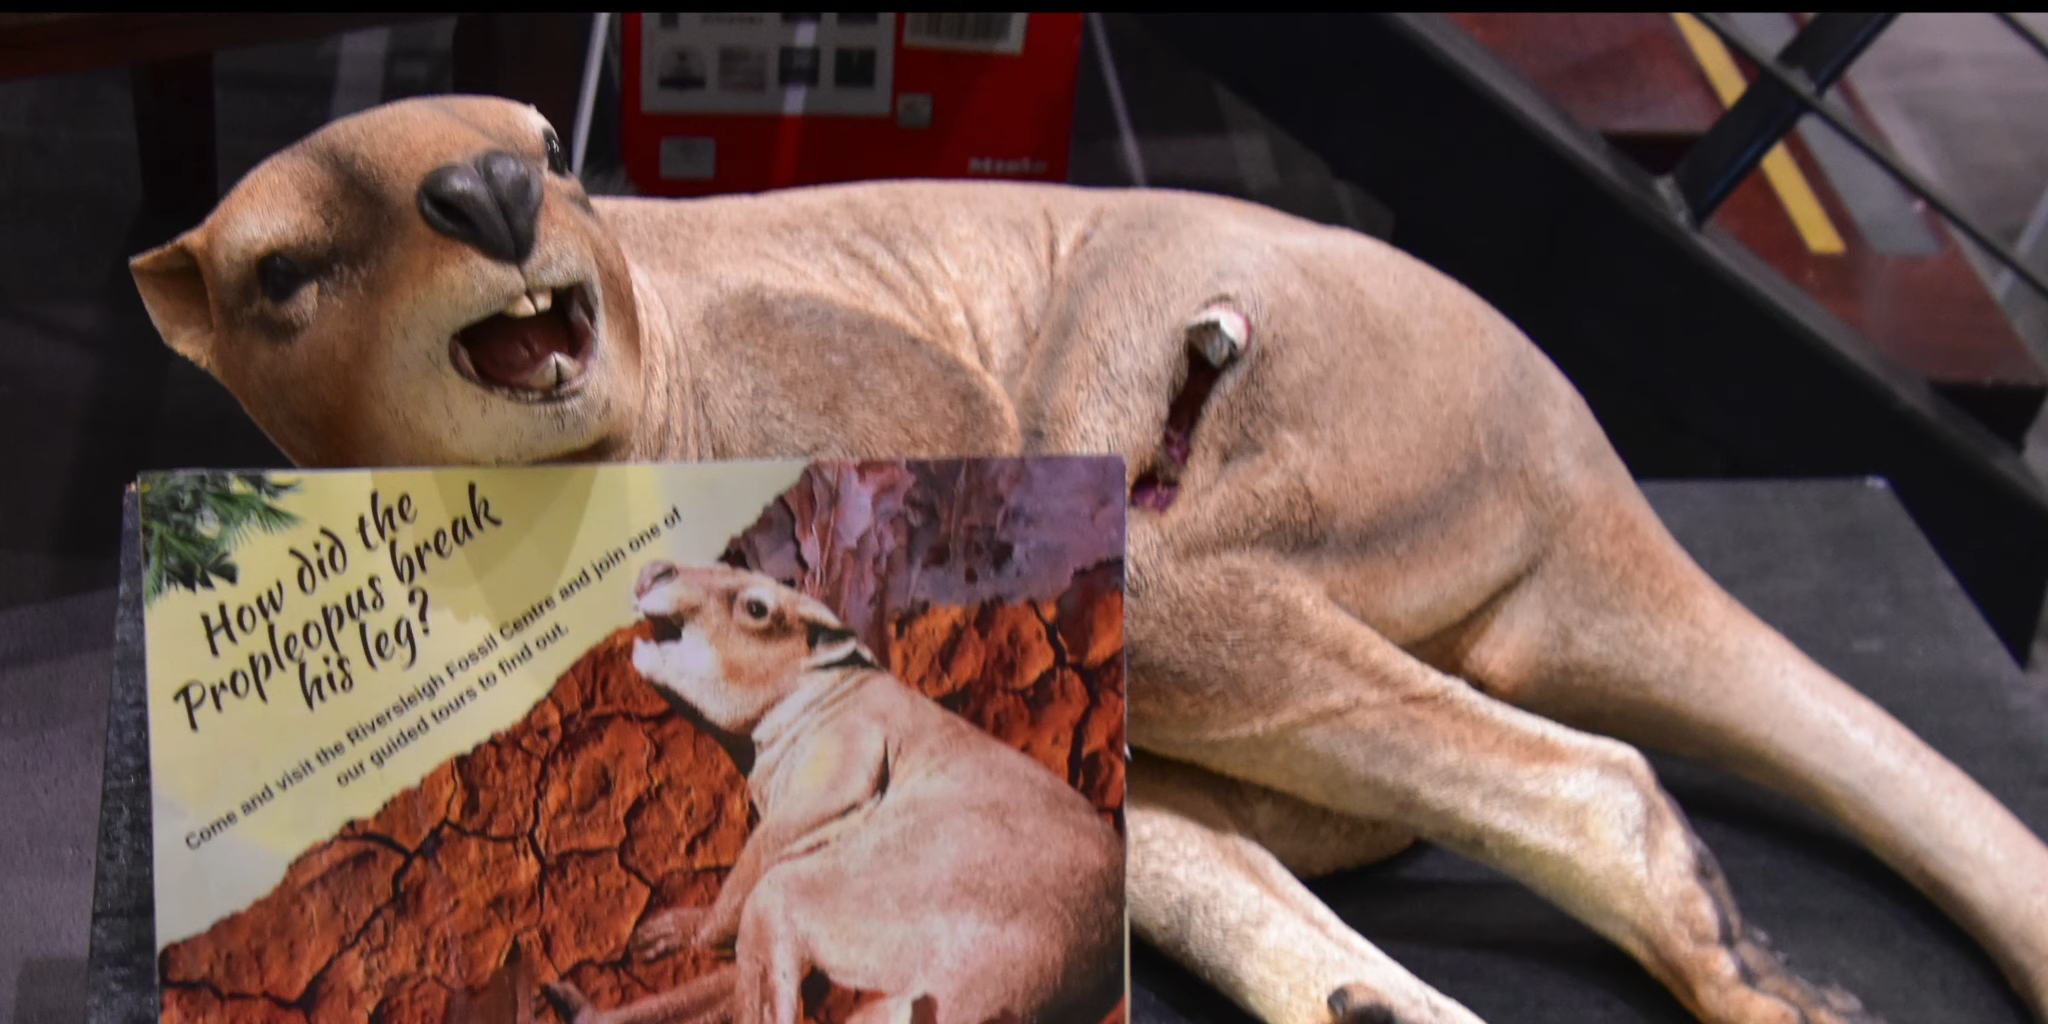 Miele
How did the
Propleopus break
his leg?
Come and visit the Riversleigh Fossil Centre and join one of
our guided tours to find out.